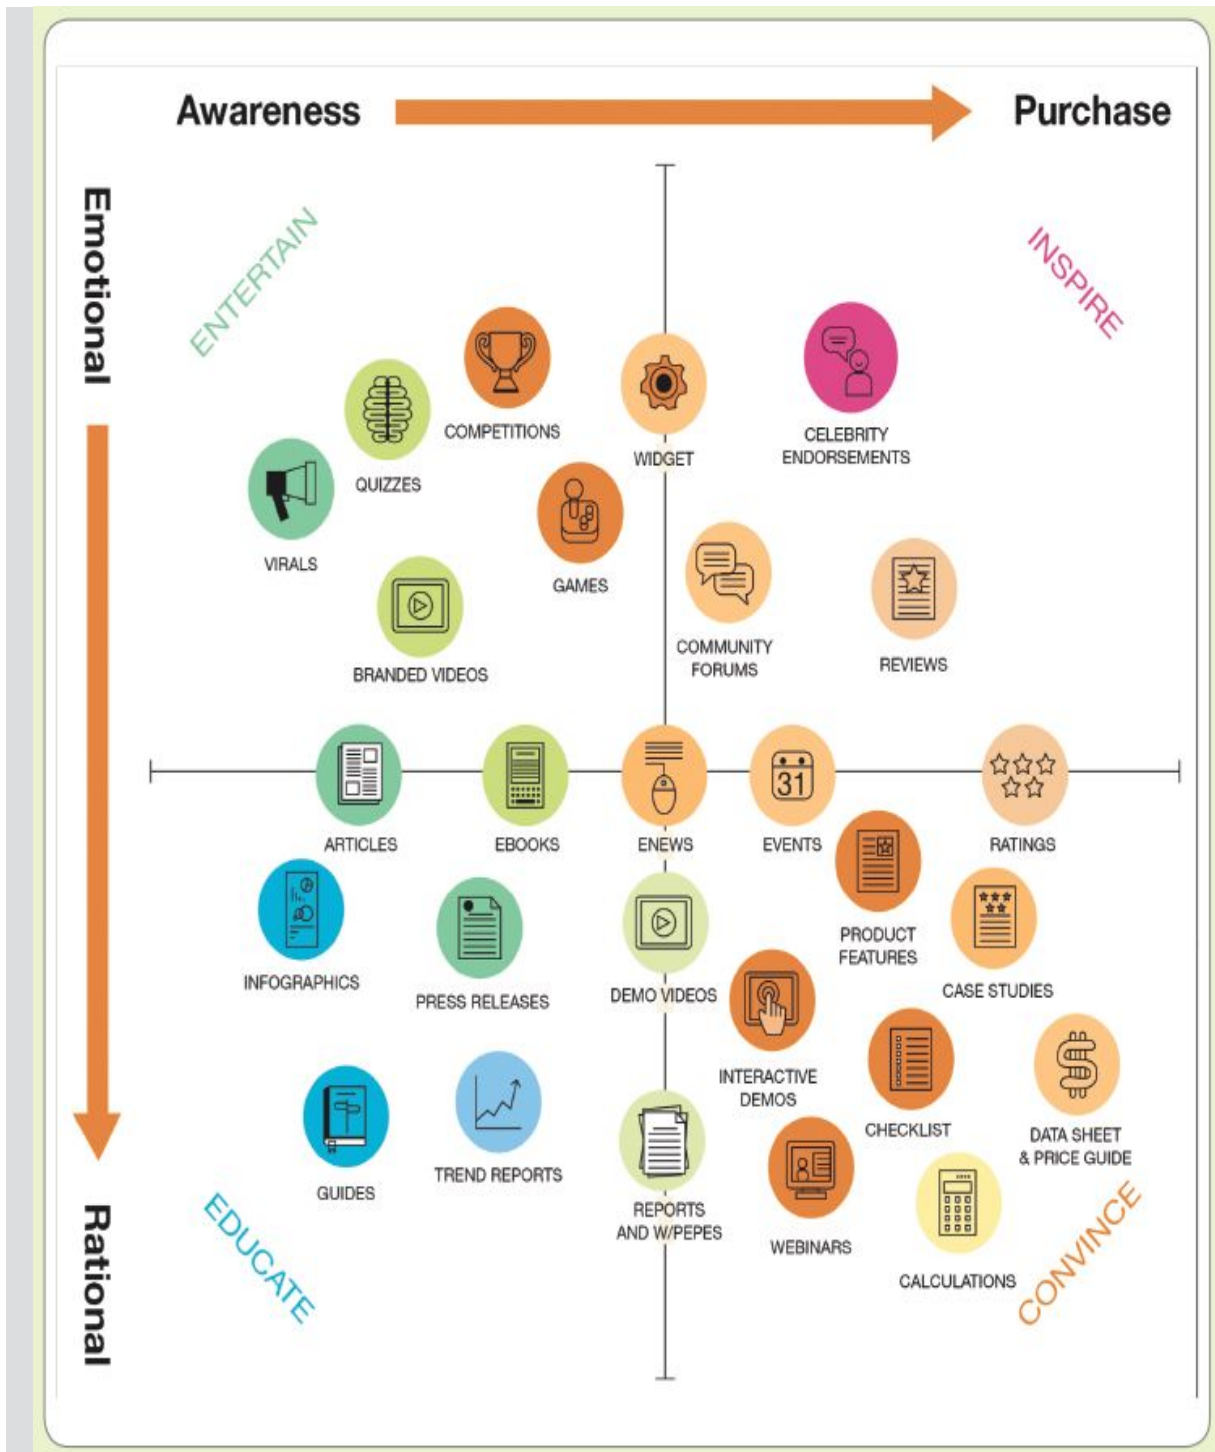 Awareness
Purchase
Emotional
ENTERTAIN
INSPIRE
COMPETITIONS
QUIZZES
WIDGET
CELEBRITY
ENDORSEMENTS
VIRALS
GAMES
BRANDED VIDEOS
COMMUNITY
FORUMS
REVIEWS
31
ARTICLES
EBOOKS
ENEWS
EVENTS
RATINGS
INFOGRAPHICS
PRESS RELEASES
DEMO VIDEOS
PRODUCT
FEATURES
CASE STUDIES
INTERACTIVE
DEMOS
CHECKLIST
DATA SHEET
& PRICE GUIDE
GUIDES
TREND REPORTS
REPORTS
AND W/PEPES
WEBINARS
CALCULATIONS
Rational
EDUCATE
CONVINCE